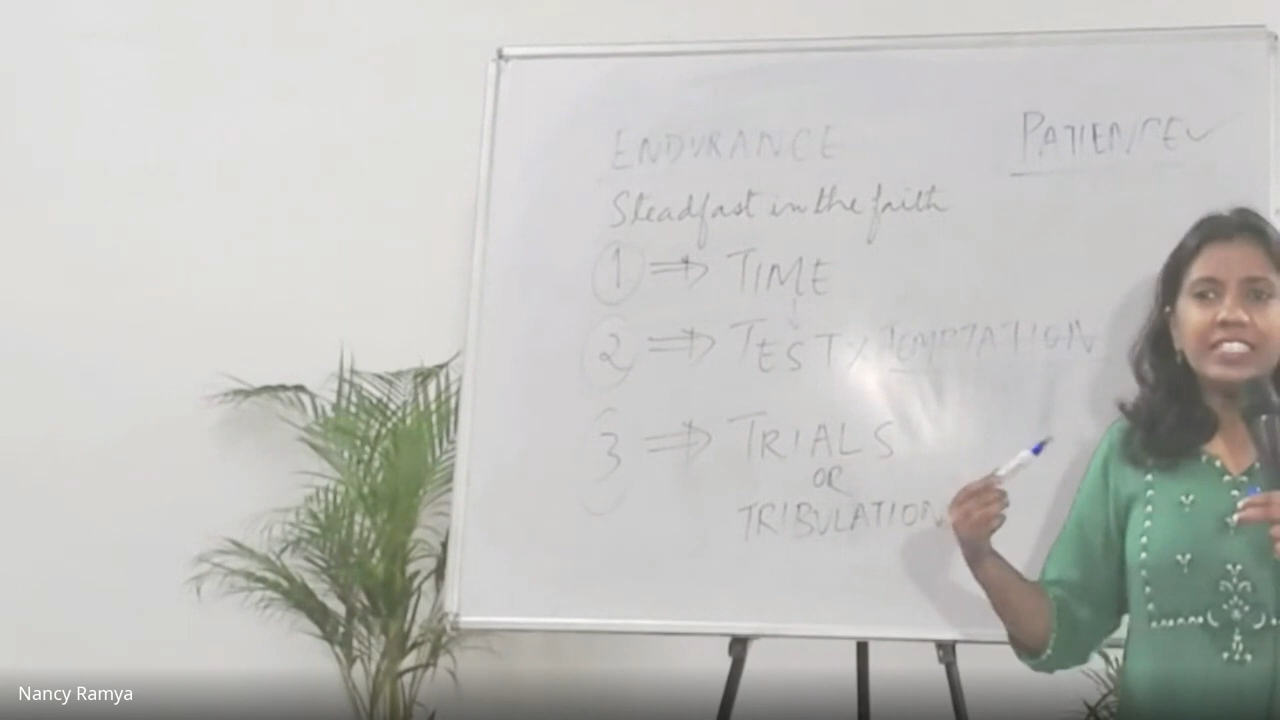 ENDURANCE
PATIENCE
Steadfast in the faith
1 ⇒ TIME
2 ⇒ TEST / TEMPTATION
3 ⇒ TRIALS
OR
TRIBULATION
Nancy Ramya